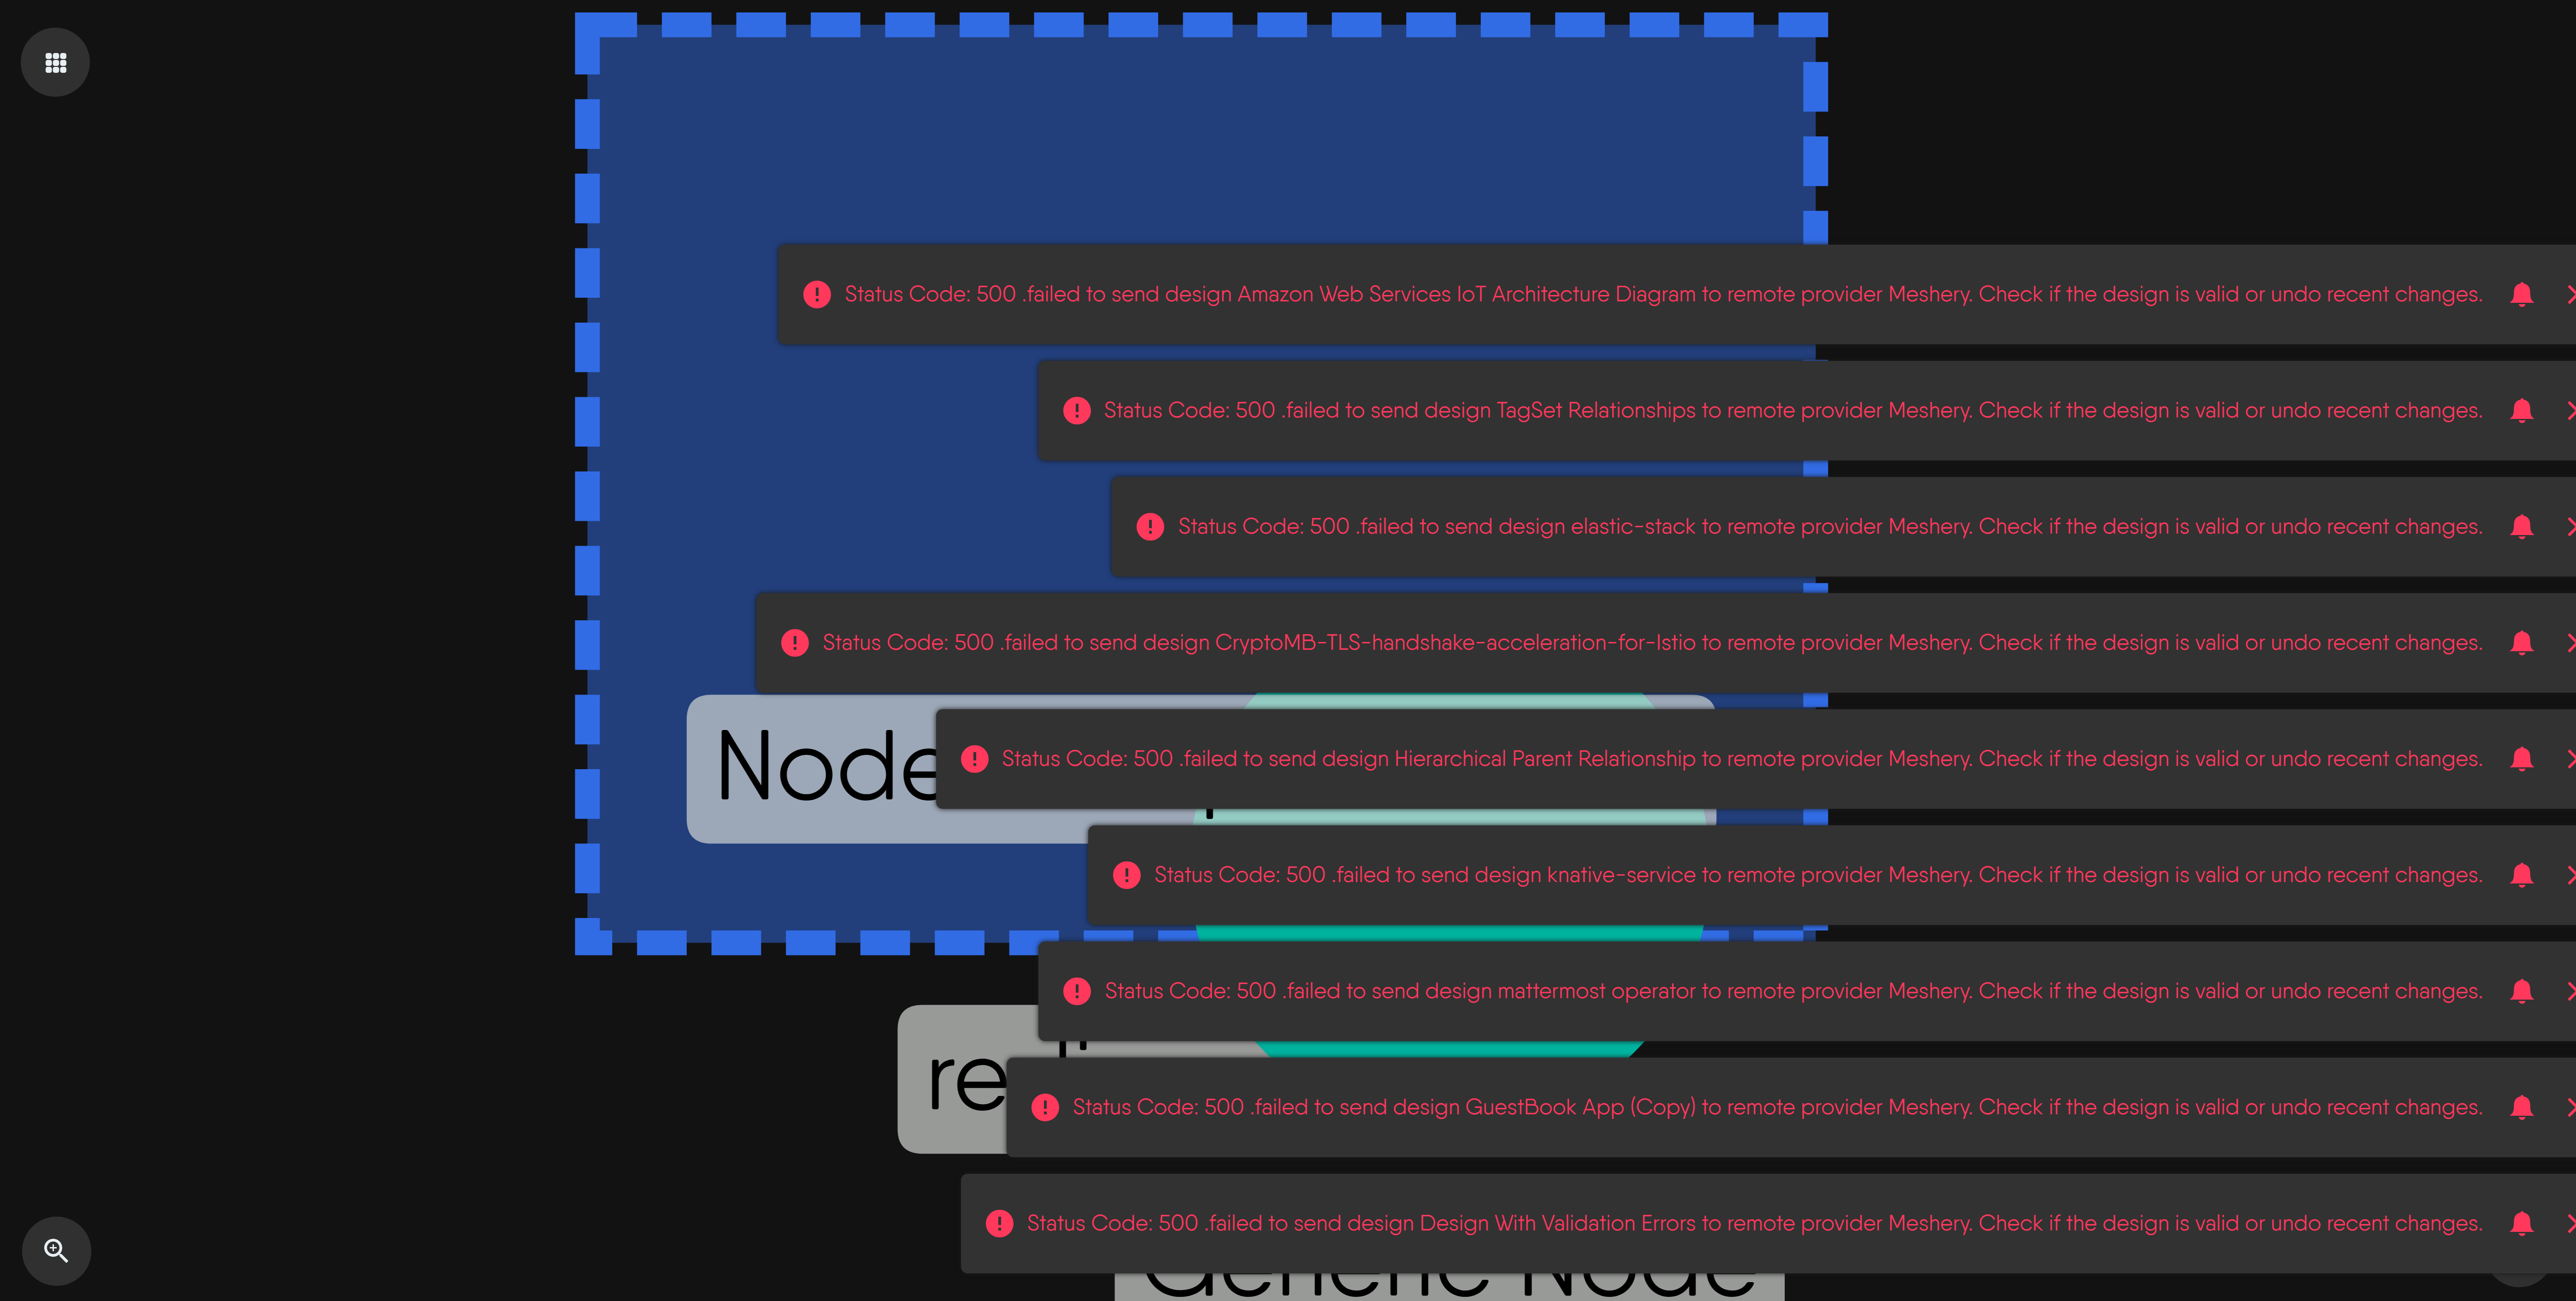 Status Code: 500 .failed to send design Amazon Web Services IoT Architecture Diagram to remote provider Meshery. Check if the design is valid or undo recent changes.
Status Code: 500 .failed to send design TagSet Relationships to remote provider Meshery. Check if the design is valid or undo recent changes.
Status Code: 500 .failed to send design elastic-stack to remote provider Meshery. Check if the design is valid or undo recent changes.
Status Code: 500 .failed to send design CryptoMB-TLS-handshake-acceleration-for-Istio to remote provider Meshery. Check if the design is valid or undo recent changes.
Node
Status Code: 500 .failed to send design Hierarchical Parent Relationship to remote provider Meshery. Check if the design is valid or undo recent changes.
Status Code: 500 .failed to send design knative-service to remote provider Meshery. Check if the design is valid or undo recent changes.
Status Code: 500 .failed to send design mattermost operator to remote provider Meshery. Check if the design is valid or undo recent changes.
re
Status Code: 500 .failed to send design GuestBook App (Copy) to remote provider Meshery. Check if the design is valid or undo recent changes.
Status Code: 500 .failed to send design Design With Validation Errors to remote provider Meshery. Check if the design is valid or undo recent changes.
Generic Node